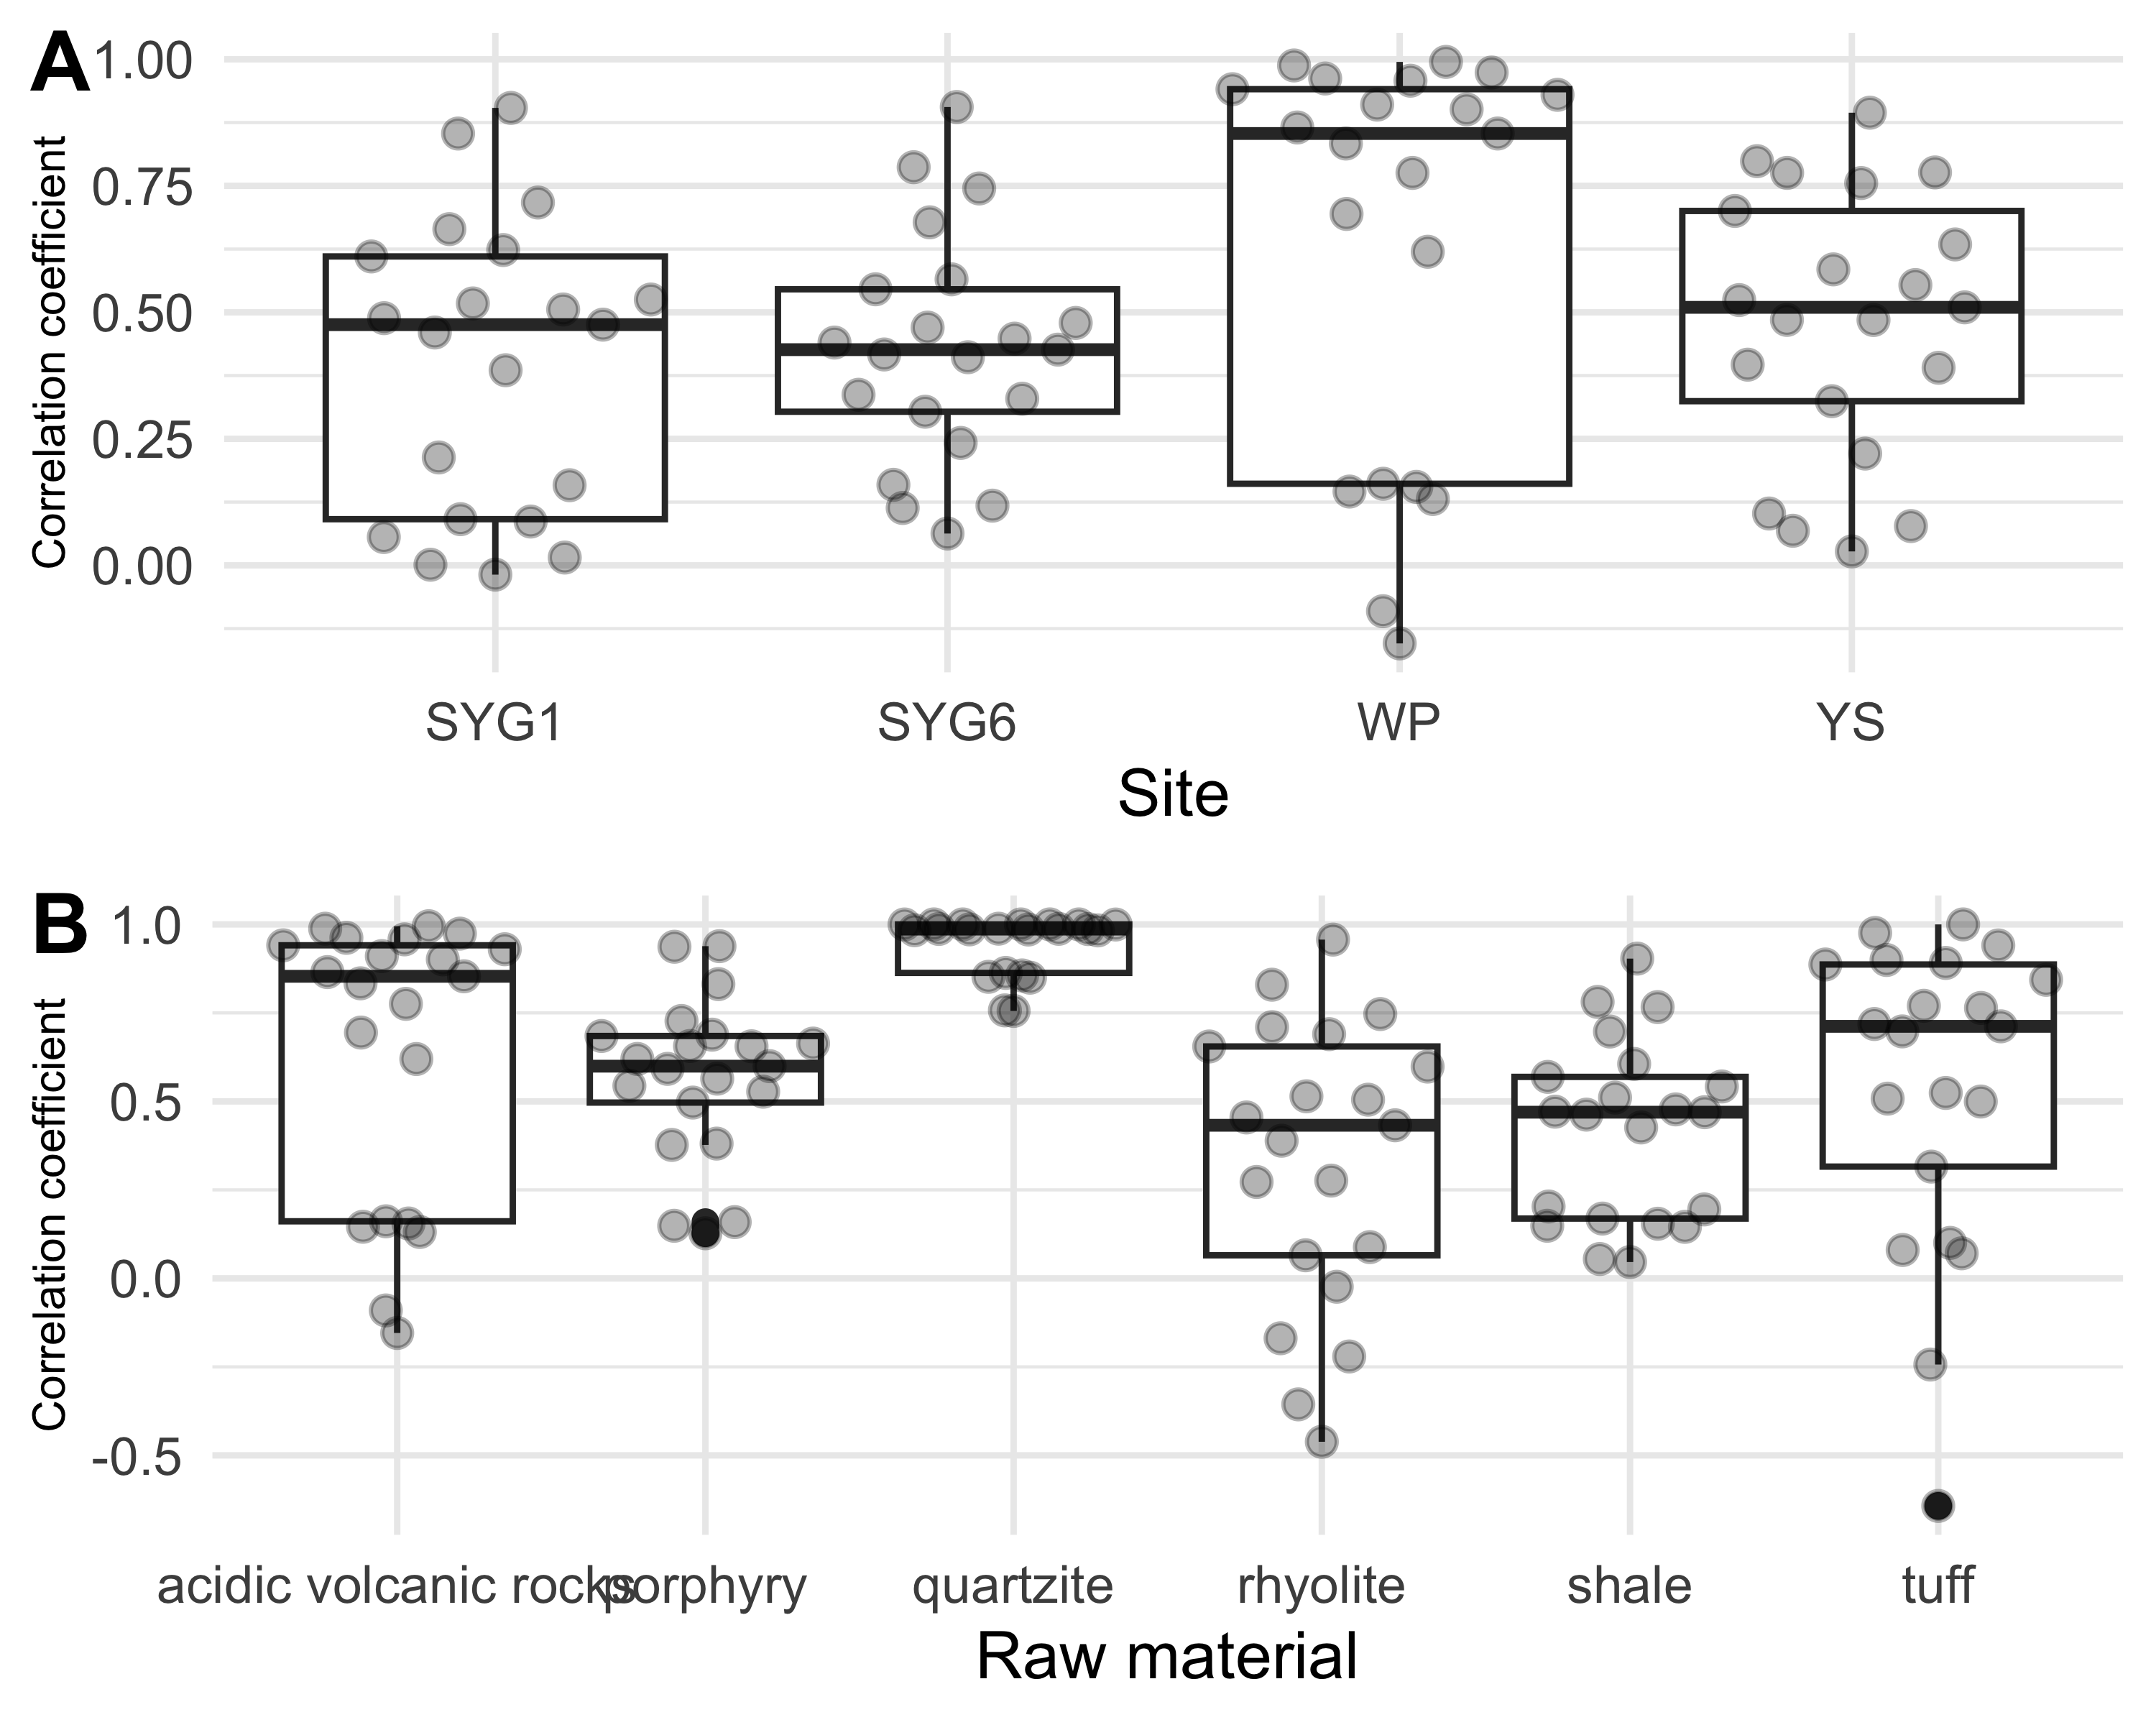 A
1.00
0.75
0.50
0.25
0.00
Correlation coefficient
SYG1 SYG6 WP YS
Site
B
1.0
0.5
0.0
-0.5
Correlation coefficient
acidic volcanic rocks porphyry quartzite rhyolite shale tuff
Raw material